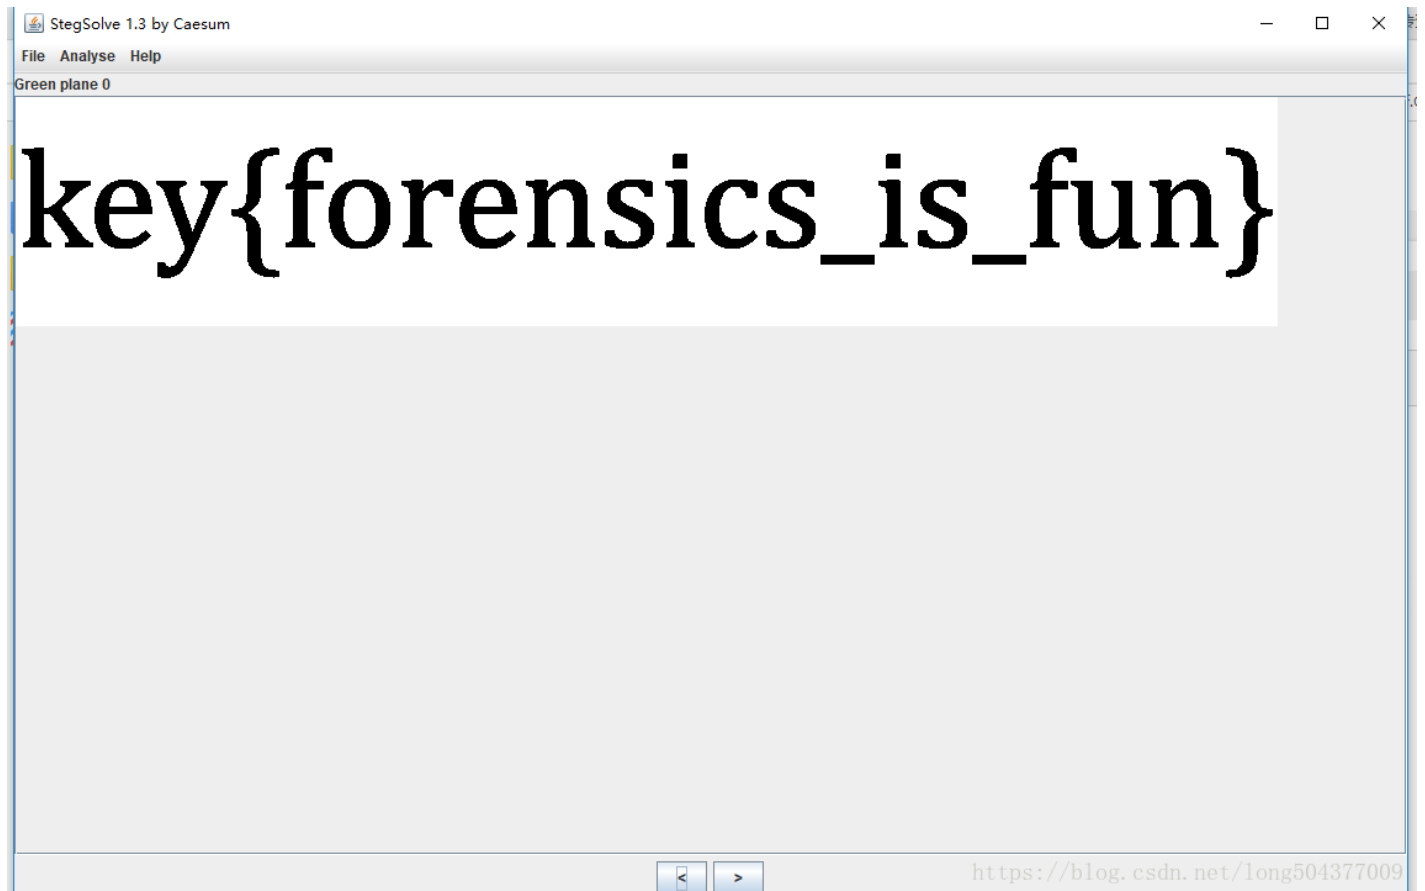 StegSolve 1.3 by Caesum
File Analyse Help
Green plane 0
key{forensics_is_fun}
< >
https://blog.csdn.net/long504377009